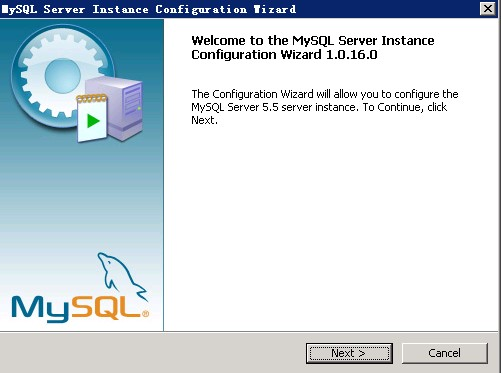 MySQL Server Instance Configuration Wizard
Welcome to the MySQL Server Instance
Configuration Wizard 1.0.16.0
The Configuration Wizard will allow you to configure the
MySQL Server 5.5 server instance. To Continue, click
Next.
MySQL®
Next >
Cancel